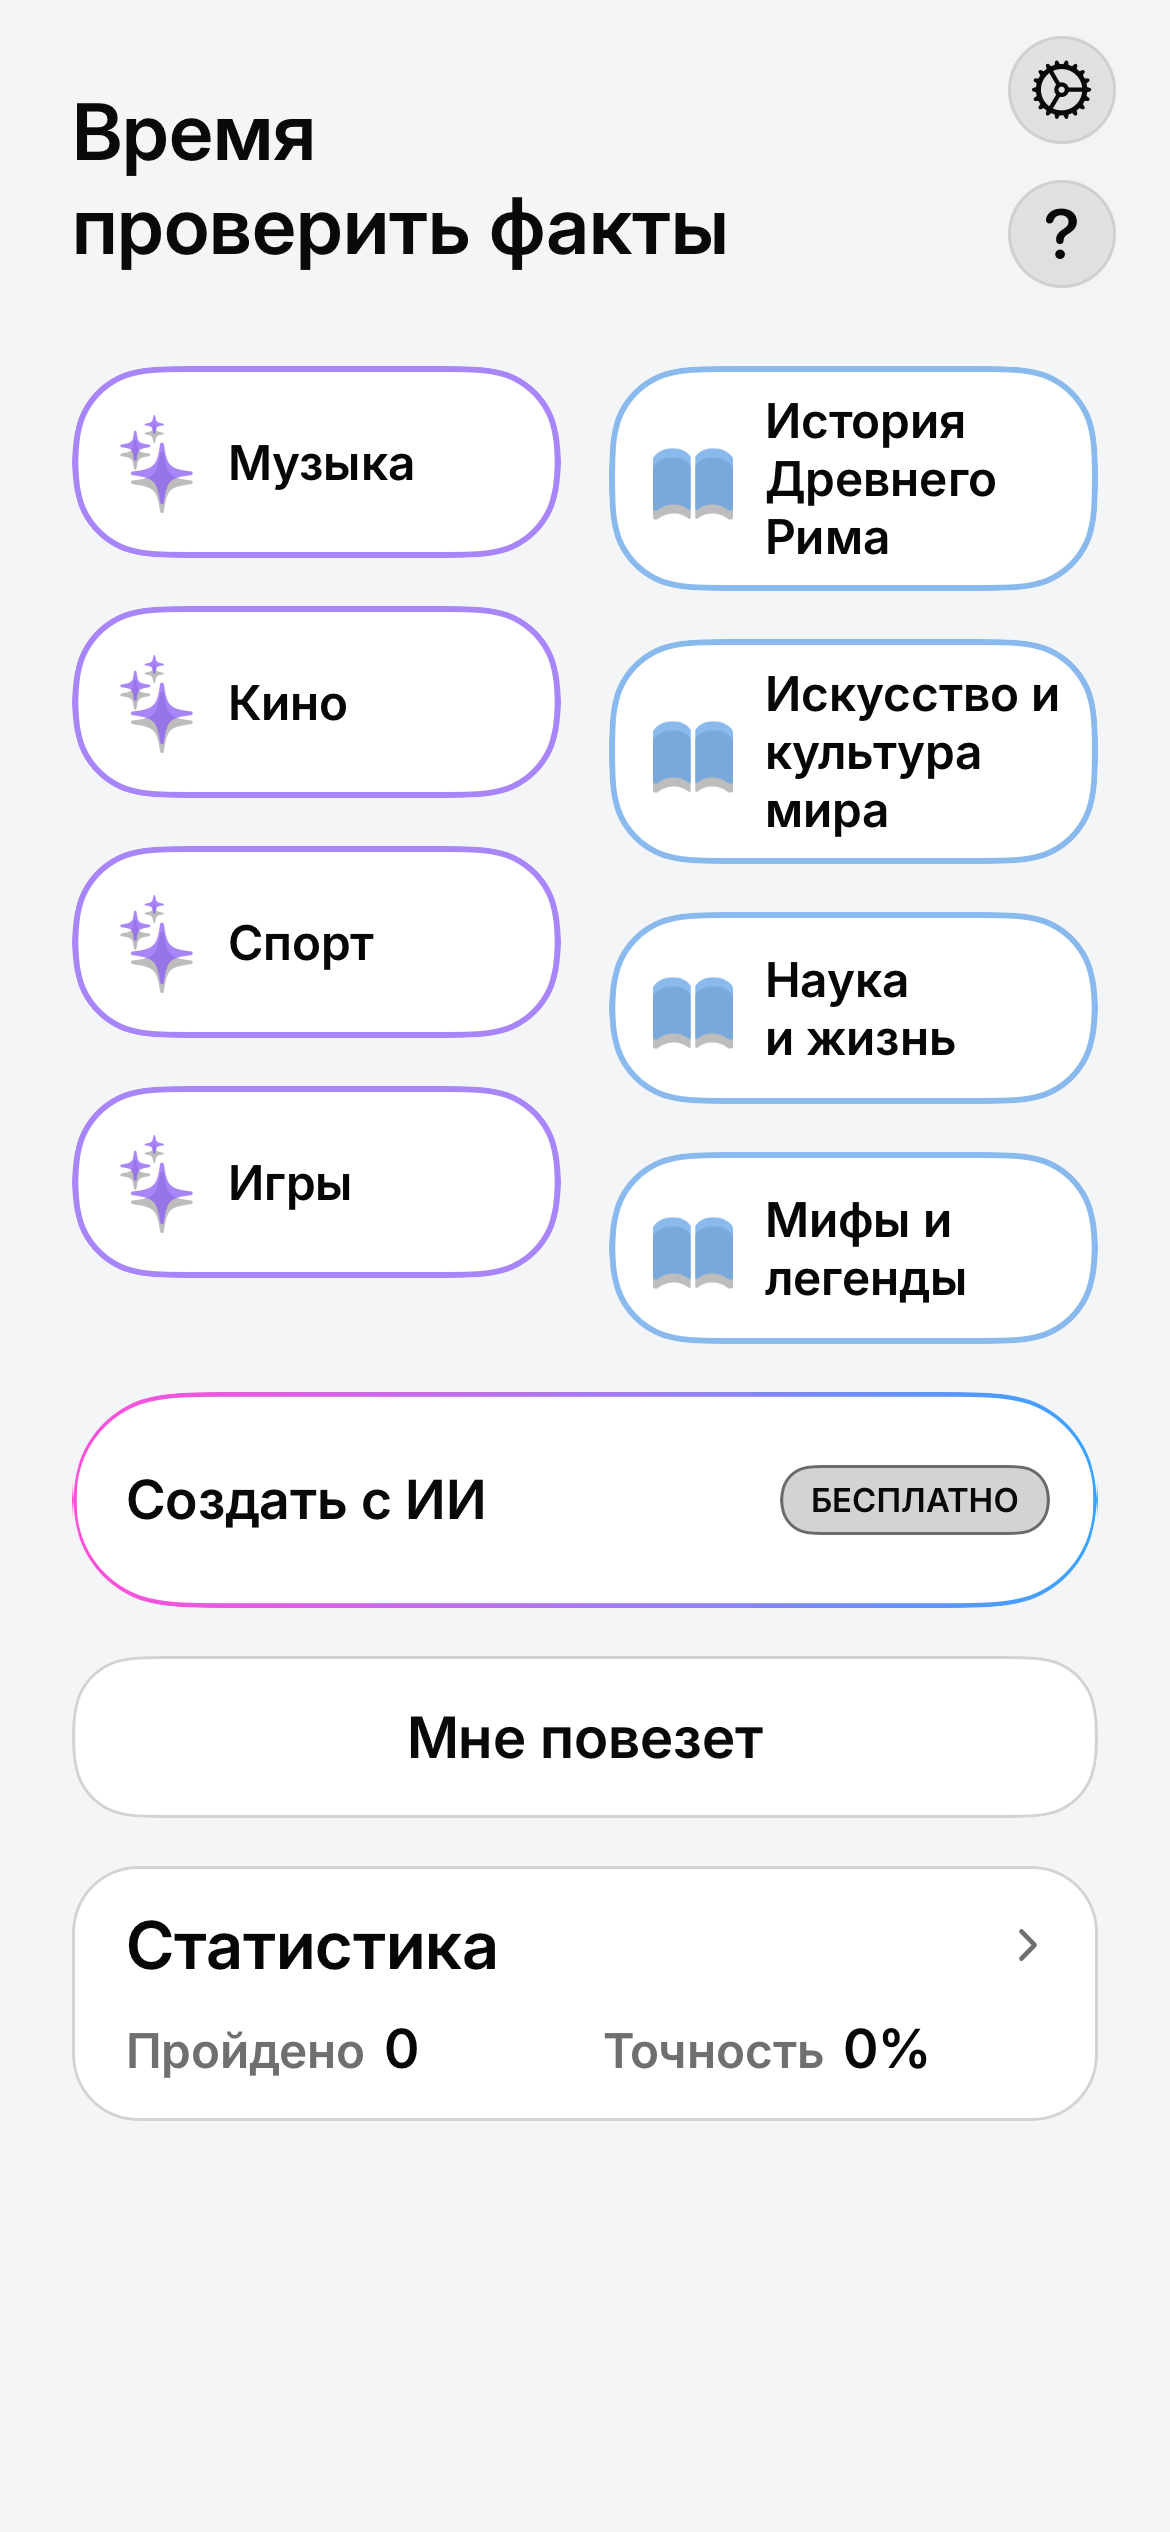 Время
проверить факты
?
Музыка
Кино
Спорт
Игры
История
Древнего
Рима
Искусство и
культура
мира
Наука
и жизнь
Мифы и
легенды
Создать с ИИ
БЕСПЛАТНО
Мне повезет
Статистика
Пройдено 0
Точность 0%